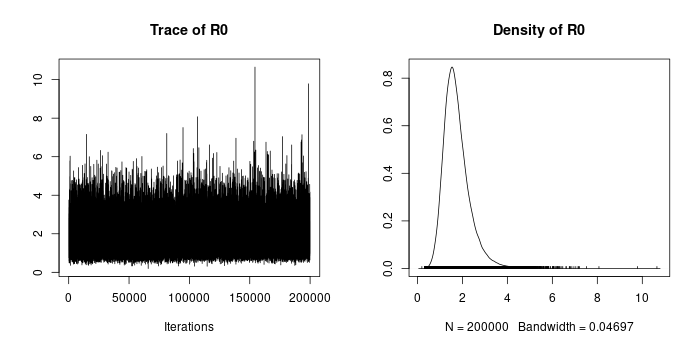 Trace of R0
10
8
6
4
2
0
0 50000 100000 150000 200000
Iterations
Density of R0
0.8
0.6
0.4
0.2
0.0
0 2 4 6 8 10
N = 200000 Bandwidth = 0.04697